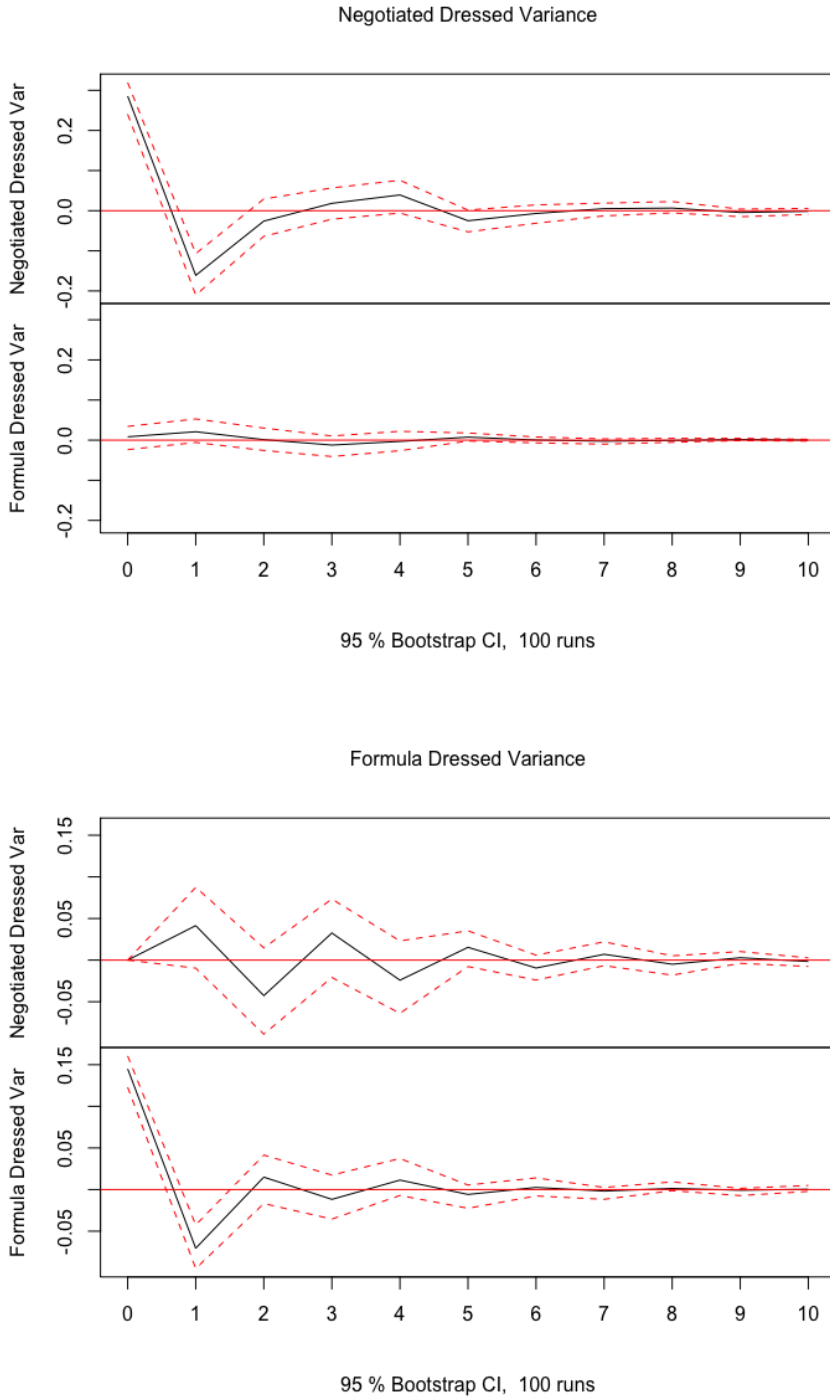 Negotiated Dressed Variance
Negotiated Dressed Var
0.2
0.0
-0.2
Formula Dressed Var
0.2
0.0
-0.2
0 1 2 3 4 5 6 7 8 9 10
95 % Bootstrap CI, 100 runs
Formula Dressed Variance
Negotiated Dressed Var
0.15
0.05
-0.05
Formula Dressed Var
0.15
0.05
-0.05
0 1 2 3 4 5 6 7 8 9 10
95 % Bootstrap CI, 100 runs